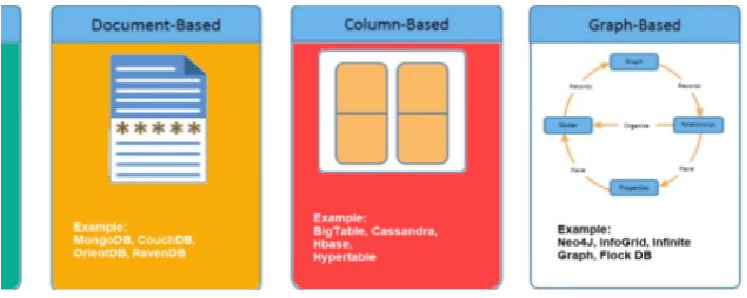 Document-Based
*****
Example:
MongoDB, CouchDB,
OrientDB, RavenDB
Column-Based
Example:
BigTable, Cassandra,
Hbase,
Hypertable
Graph-Based
Graph
Records
Records
Nodes
Organize
Relationships
Have
Have
Properties
Example:
Neo4J, InfoGrid, Infinite
Graph, Flock DB